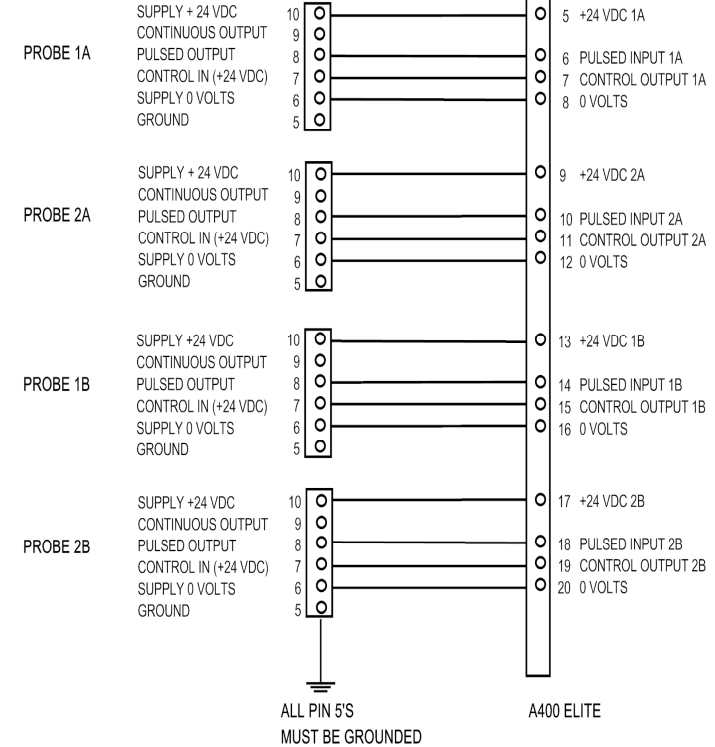 SUPPLY + 24 VDC 10 5 +24 VDC 1A
CONTINUOUS OUTPUT 9
PROBE 1A PULSED OUTPUT 8 6 PULSED INPUT 1A
CONTROL IN (+24 VDC) 7 7 CONTROL OUTPUT 1A
SUPPLY 0 VOLTS 6 8 0 VOLTS
GROUND 5
SUPPLY + 24 VDC 10 9 +24 VDC 2A
CONTINUOUS OUTPUT 9
PROBE 2A PULSED OUTPUT 8 10 PULSED INPUT 2A
CONTROL IN (+24 VDC) 7 11 CONTROL OUTPUT 2A
SUPPLY 0 VOLTS 6 12 0 VOLTS
GROUND 5
SUPPLY +24 VDC 10 13 +24 VDC 1B
CONTINUOUS OUTPUT 9
PROBE 1B PULSED OUTPUT 8 14 PULSED INPUT 1B
CONTROL IN (+24 VDC) 7 15 CONTROL OUTPUT 1B
SUPPLY 0 VOLTS 6 16 0 VOLTS
GROUND 5
SUPPLY +24 VDC 10 17 +24 VDC 2B
CONTINUOUS OUTPUT 9
PROBE 2B PULSED OUTPUT 8 18 PULSED INPUT 2B
CONTROL IN (+24 VDC) 7 19 CONTROL OUTPUT 2B
SUPPLY 0 VOLTS 6 20 0 VOLTS
GROUND 5
ALL PIN 5'S A400 ELITE
MUST BE GROUNDED